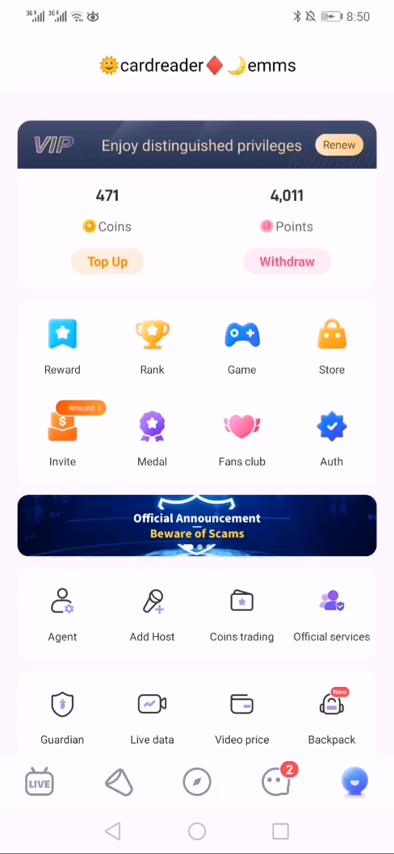 3G 3G 8:50
🌞cardreader♦️🌙emms
VIP Enjoy distinguished privileges Renew
471 4,011
Coins Points
Top Up Withdraw
Reward Rank Game Store
Reward
Invite Medal Fans club Auth
Official Announcement
Beware of Scams
Agent Add Host Coins trading Official services
New
Guardian Live data Video price Backpack
LIVE 2